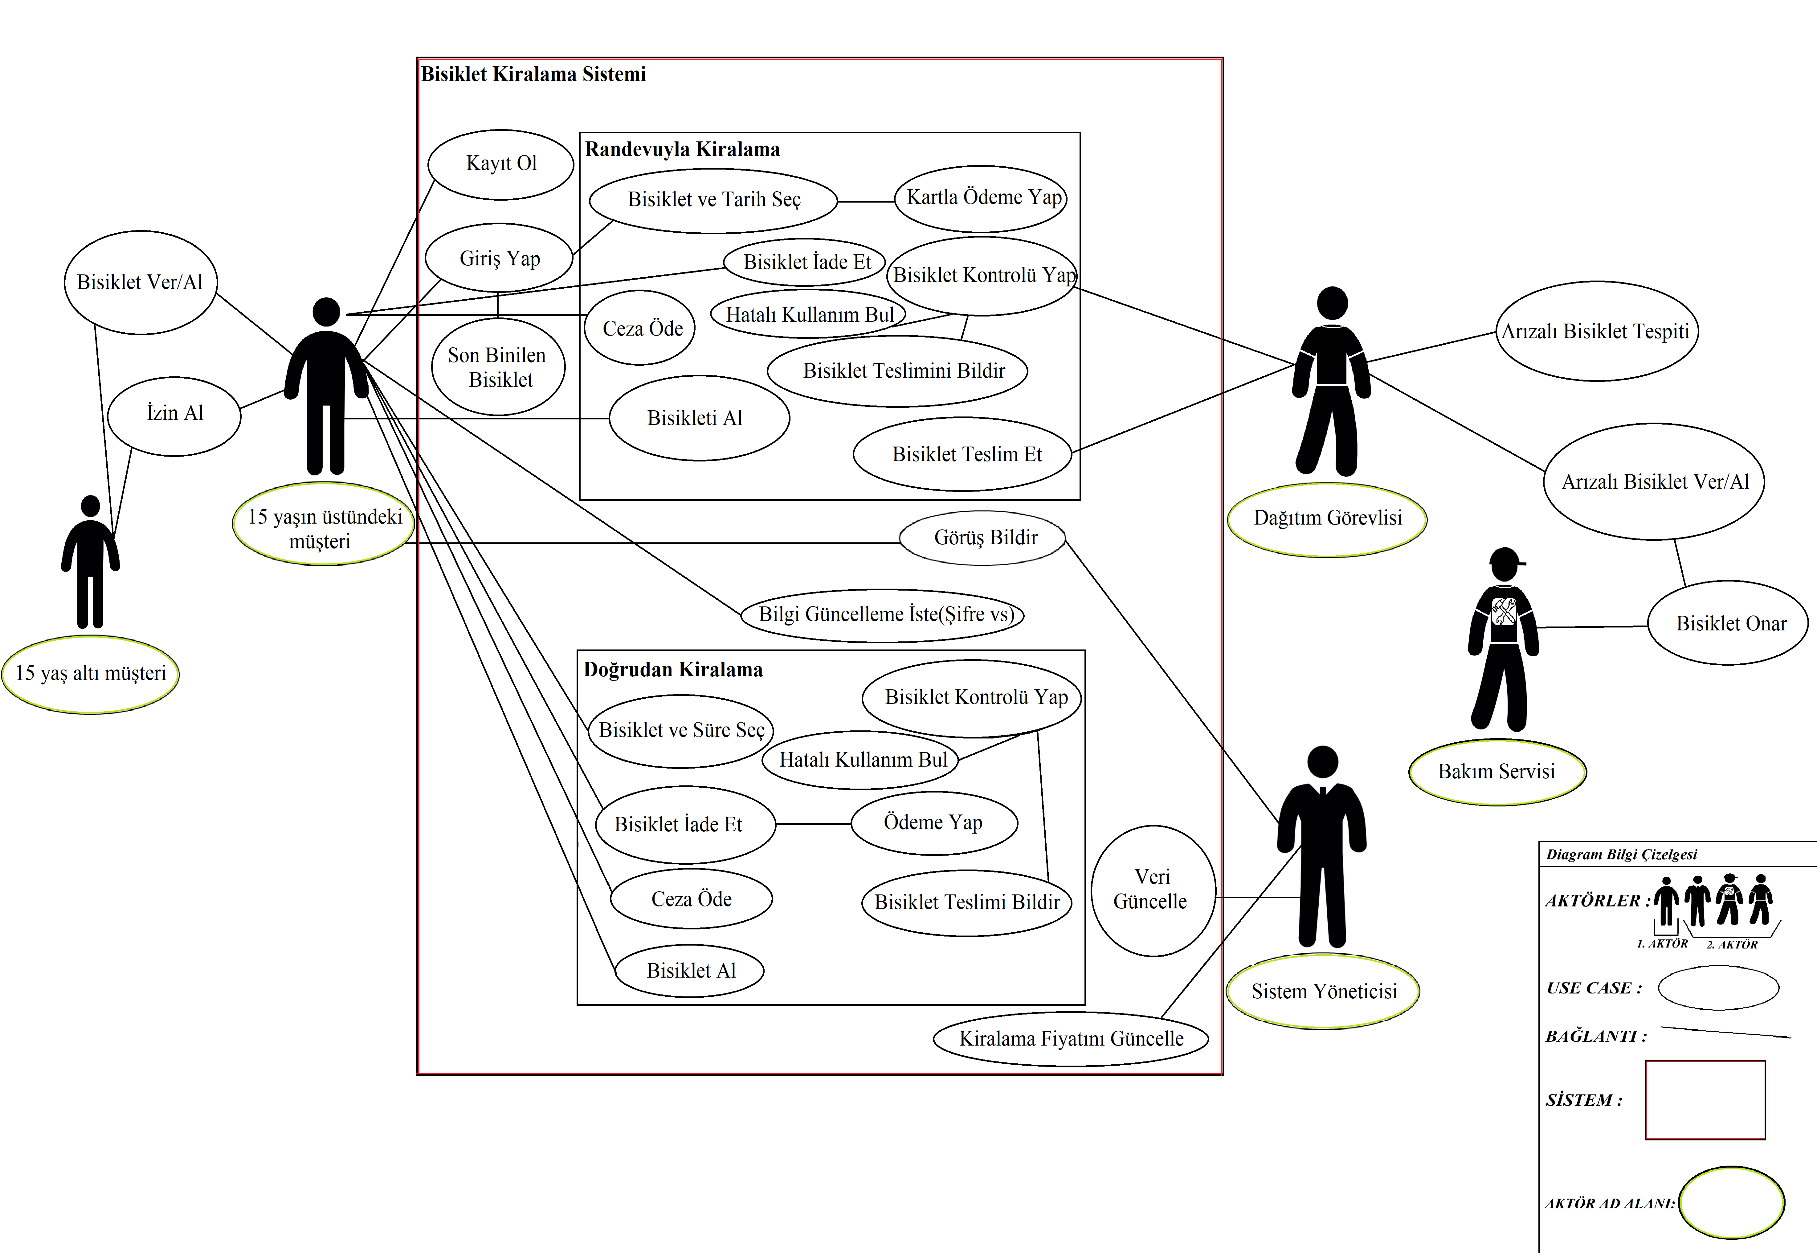 Bisiklet Kiralama Sistemi
Kayıt Ol
Randevuyla Kiralama
Bisiklet ve Tarih Seç
Kartla Ödeme Yap
Giriş Yap
Bisiklet İade Et
Bisiklet Kontrolü Yap
Bisiklet Ver/Al
Hatalı Kullanım Bul
Ceza Öde
Son Binilen
Bisiklet
Bisiklet Teslimini Bildir
Arızalı Bisiklet Tespiti
İzin Al
Bisikleti Al
Bisiklet Teslim Et
Arızalı Bisiklet Ver/Al
15 yaşın üstündeki
müşteri
Görüş Bildir
Dağıtım Görevlisi
Bilgi Güncelleme İste(Şifre vs)
Bisiklet Onar
15 yaş altı müşteri
Doğrudan Kiralama
Bisiklet Kontrolü Yap
Bisiklet ve Süre Seç
Hatalı Kullanım Bul
Bakım Servisi
Bisiklet İade Et
Ödeme Yap
Veri
Güncelle
Ceza Öde
Bisiklet Teslimi Bildir
Bisiklet Al
Sistem Yöneticisi
Kiralama Fiyatını Güncelle
Diagram Bilgi Çizelgesi
AKTÖRLER :
1. AKTÖR
2. AKTÖR
USE CASE :
BAĞLANTI :
SİSTEM :
AKTÖR AD ALANI: